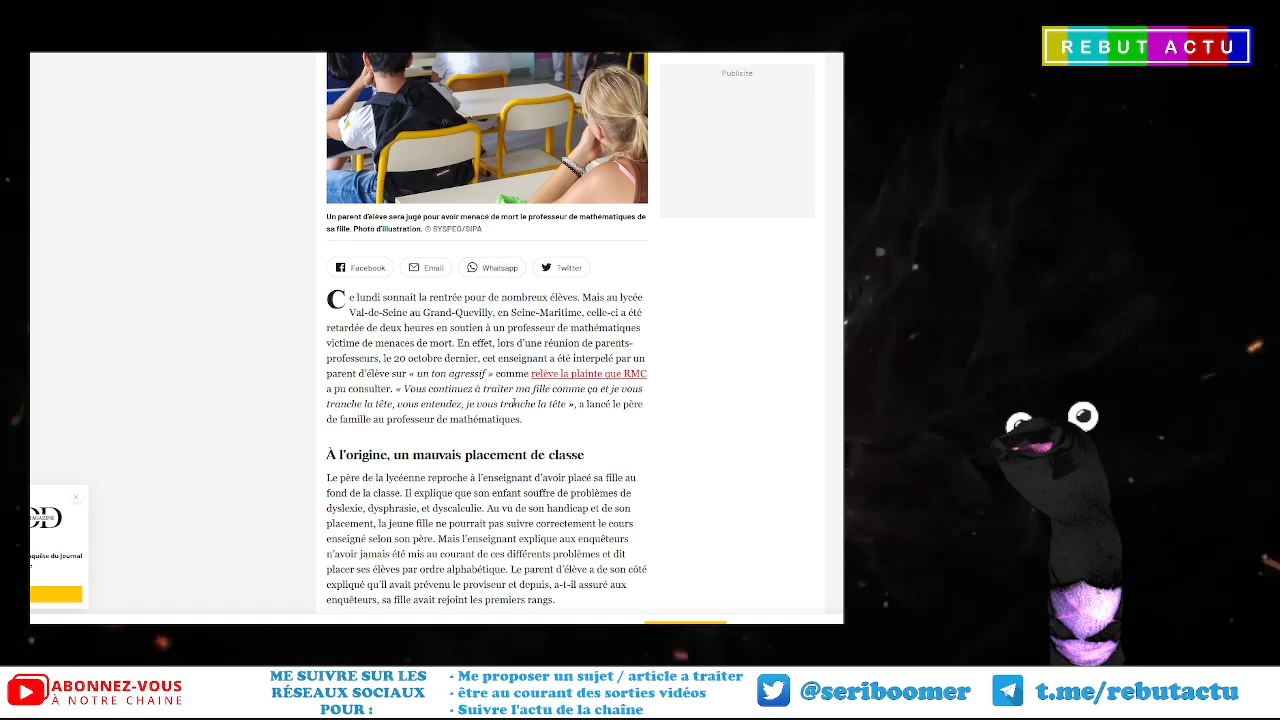 REBUT ACTU
Publicite
Un parent d'élève sera jugé pour avoir menacé de mort le professeur de mathématiques de
sa fille. Photo d'illustration. © SYSPEO/SIPA
Facebook
Email
Whatsapp
Twitter
Ce lundi sonnait la rentrée pour de nombreux élèves. Mais au lycée
Val-de-Seine au Grand-Quevilly, en Seine-Maritime, celle-ci a été
retardée de deux heures en soutien à un professeur de mathématiques
victime de menaces de mort. En effet, lors d'une réunion de parents-
professeurs, le 20 octobre dernier, cet enseignant a été interpelé par un
parent d'élève sur « un ton agressif » comme relève la plainte que RMC
a pu consulter. « Vous continuez à traiter ma fille comme ça et je vous
tranche la tête, vous entendez, je vous tranche la tête », a lancé le père
de famille au professeur de mathématiques.
À l'origine, un mauvais placement de classe
Le père de la lycéenne reproche à l'enseignant d'avoir placé sa fille au
fond de la classe. Il explique que son enfant souffre de problèmes de
dyslexie, dysphrasie, et dyscalculie. Au vu de son handicap et de son
placement, la jeune fille ne pourrait pas suivre correctement le cours
enseigné selon son père. Mais l'enseignant explique aux enquêteurs
n'avoir jamais été mis au courant de ces différents problèmes et dit
placer ses élèves par ordre alphabétique. Le parent d'élève a de son côté
expliqué qu'il avait prévenu le proviseur et depuis, a-t-il assuré aux
enquêteurs, sa fille avait rejoint les premiers rangs.
MAGAZINE
quête du Journal
ABONNEZ-VOUS
À NOTRE CHAINE
ME SUIVRE SUR LES
RÉSEAUX SOCIAUX
POUR :
- Me proposer un sujet / article a traiter
- être au courant des sorties vidéos
- Suivre l'actu de la chaîne
@seriboomer
t.me/rebutactu